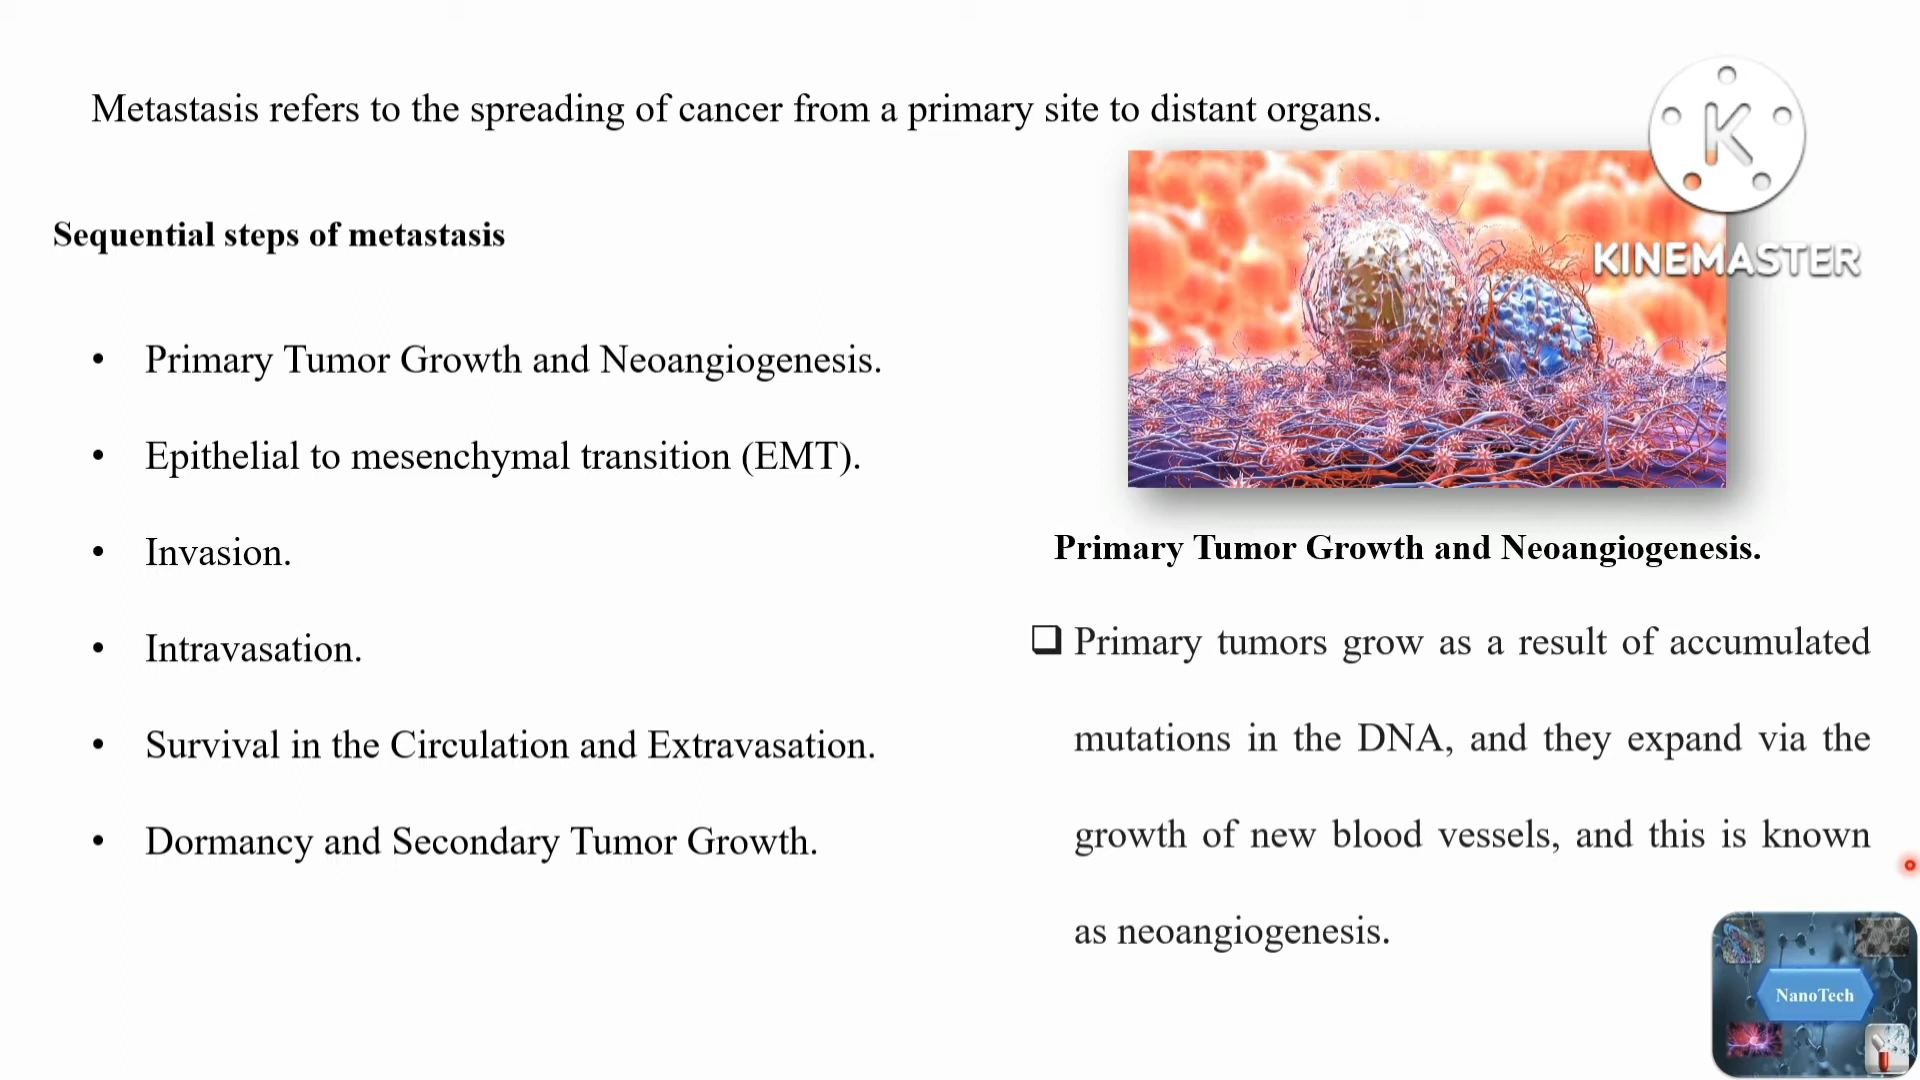 Metastasis refers to the spreading of cancer from a primary site to distant organs.
Sequential steps of metastasis
• Primary Tumor Growth and Neoangiogenesis.
• Epithelial to mesenchymal transition (EMT).
• Invasion.
• Intravasation.
• Survival in the Circulation and Extravasation.
• Dormancy and Secondary Tumor Growth.
K
KINEMASTER
Primary Tumor Growth and Neoangiogenesis.
❑ Primary tumors grow as a result of accumulated
mutations in the DNA, and they expand via the
growth of new blood vessels, and this is known
as neoangiogenesis.
NanoTech